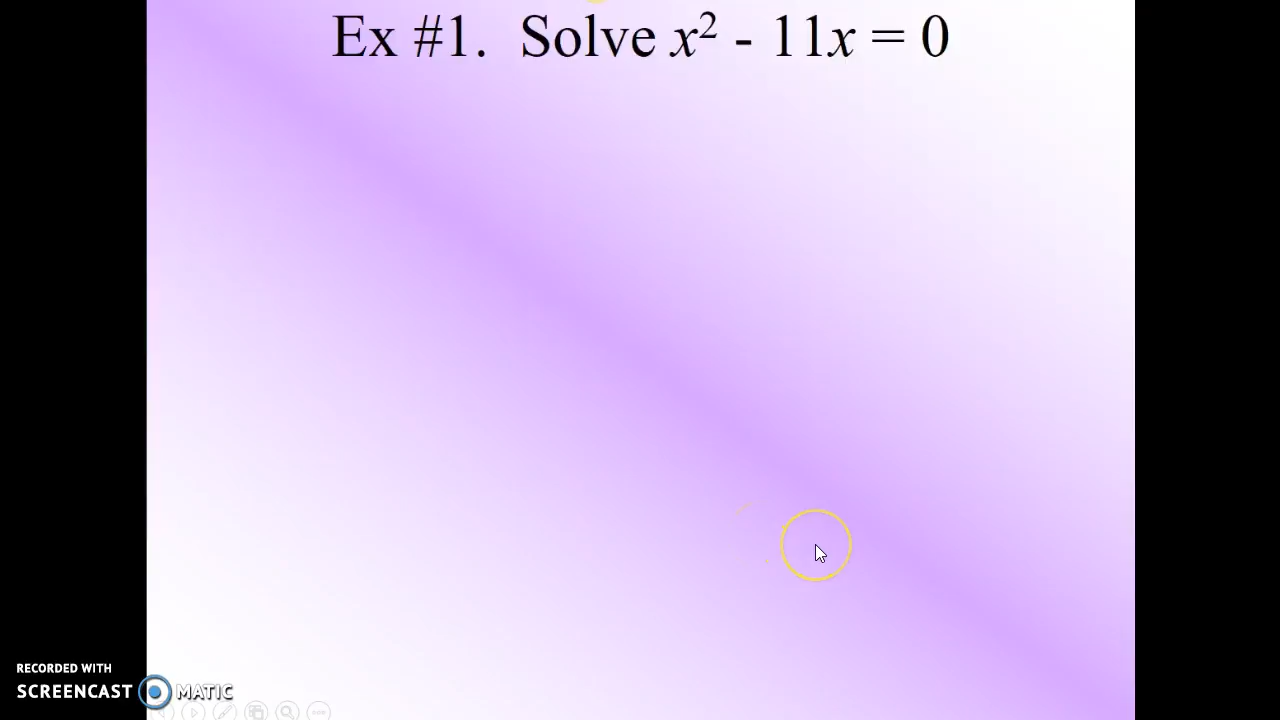 Ex #1. Solve x² - 11x = 0
RECORDED WITH
SCREENCAST MATIC